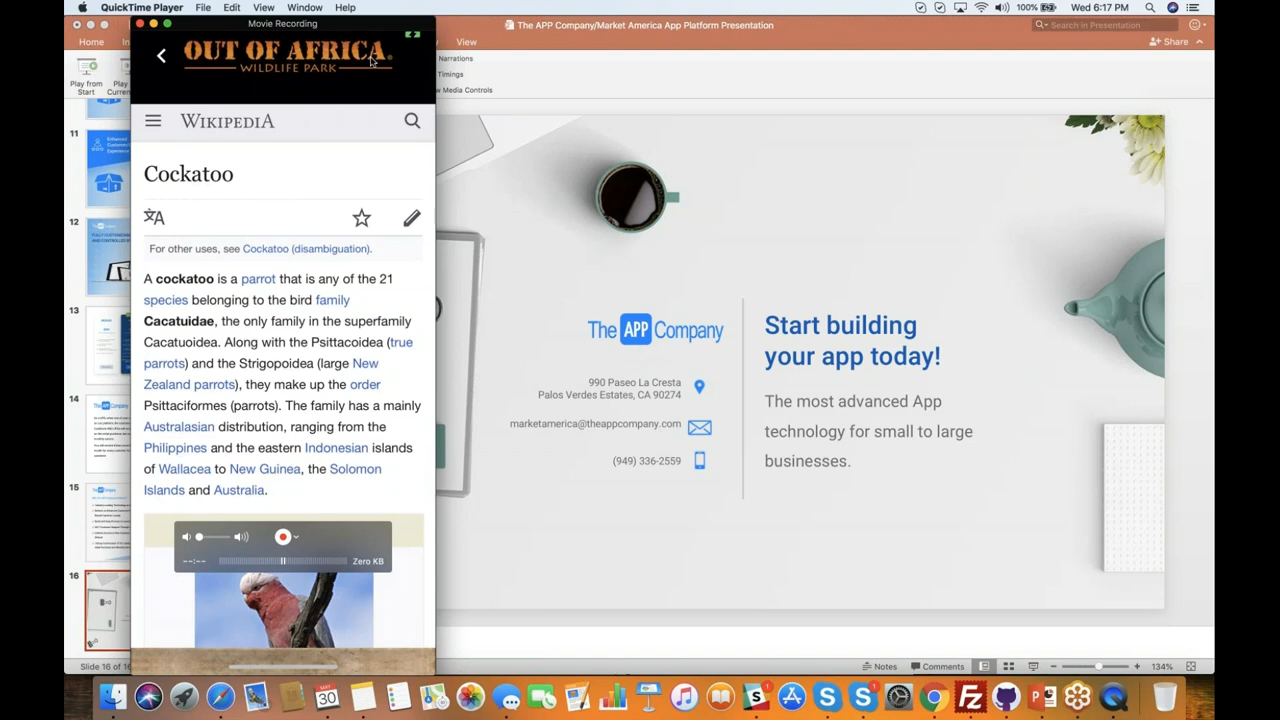 QuickTime Player File Edit View Window Help
100% Wed 6:17 PM
Movie Recording
The APP Company/Market America App Platform Presentation
Search in Presentation
Home
View
Share
Play from
Start
Play
Narrations
Timings
Media Controls
OUT OF AFRICA
WILDLIFE PARK
WIKIPEDIA
Cockatoo
For other uses, see Cockatoo (disambiguation).
A cockatoo is a parrot that is any of the 21
species belonging to the bird family
Cacatuidae, the only family in the superfamily
Cacatuoidea. Along with the Psittacoidea (true
parrots) and the Strigopoidea (large New
Zealand parrots), they make up the order
Psittaciformes (parrots). The family has a mainly
Australasian distribution, ranging from the
Philippines and the eastern Indonesian islands
of Wallacea to New Guinea, the Solomon
Islands and Australia.
--:-- Zero KB
11
12
13
14
15
16
The APP Company
990 Paseo La Cresta
Palos Verdes Estates, CA 90274
marketamerica@theappcompany.com
(949) 336-2559
Start building
your app today!
The most advanced App
technology for small to large
businesses.
Slide 16 of 16
Notes
Comments
134%